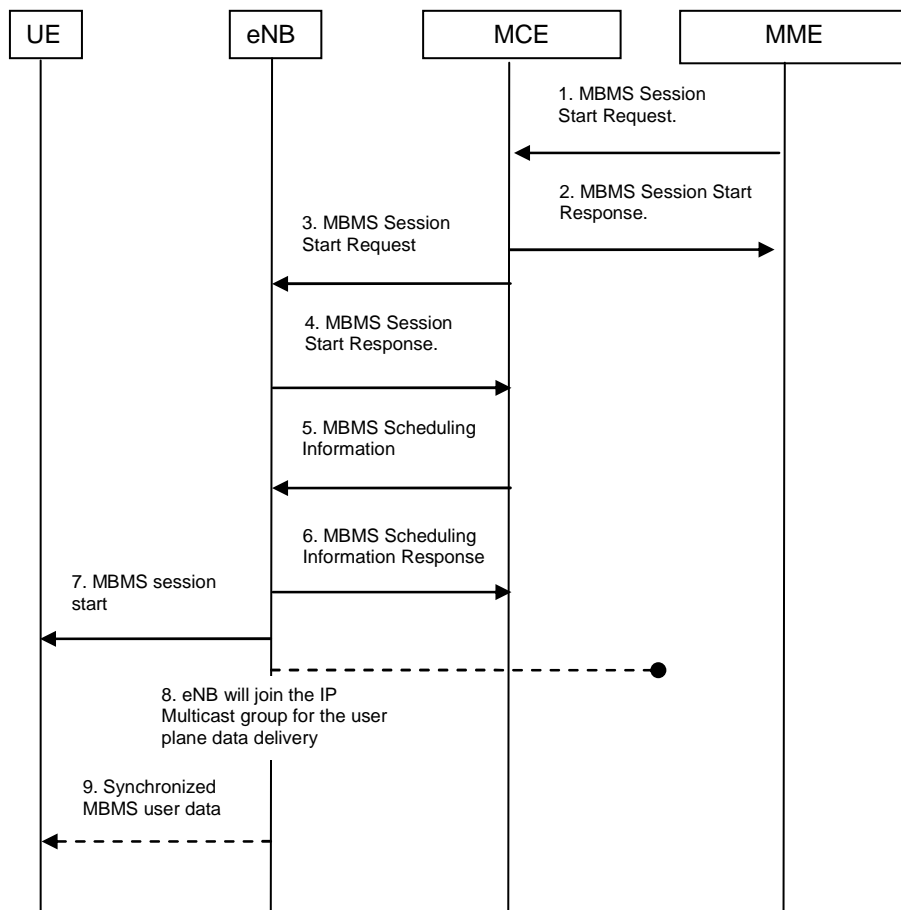 UE
eNB
MCE
MME
1. MBMS Session
Start Request.
2. MBMS Session Start
Response.
3. MBMS Session
Start Request
4. MBMS Session
Start Response.
5. MBMS Scheduling
Information
6. MBMS Scheduling
Information Response
7. MBMS session
start
8. eNB will join the IP
Multicast group for the user
plane data delivery
9. Synchronized
MBMS user data